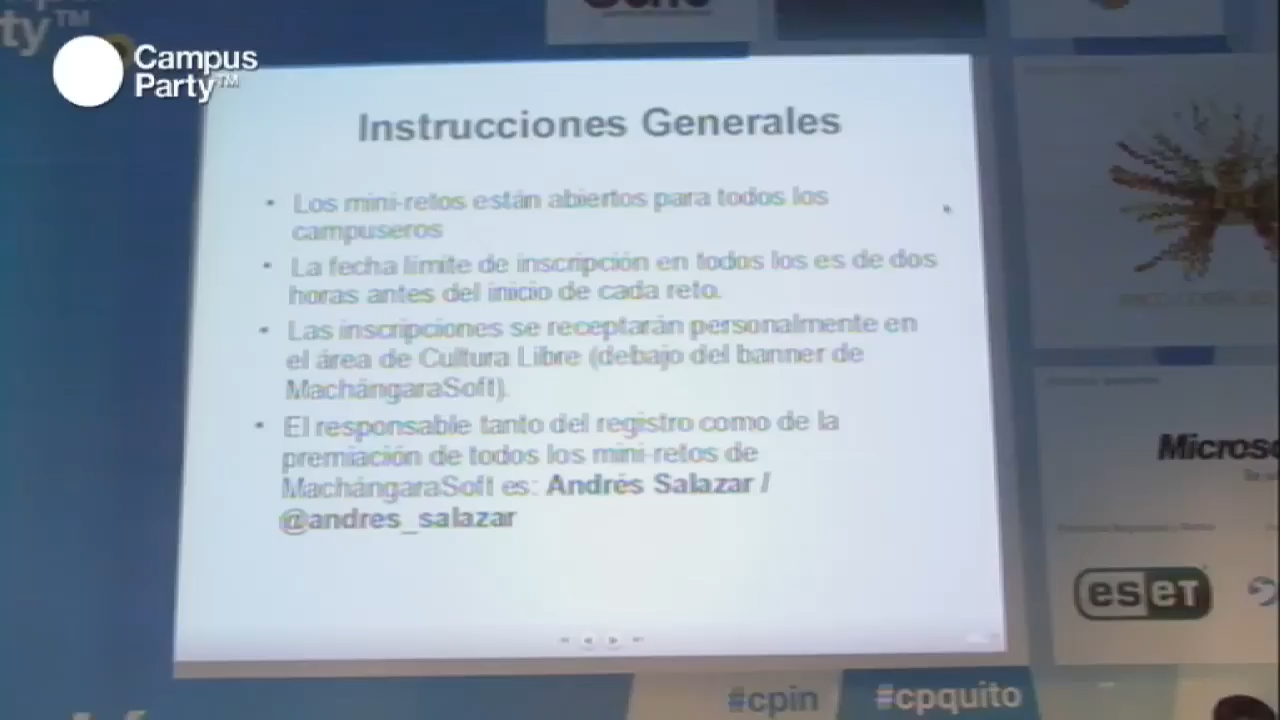 ty™
Campus
Party™
Instrucciones Generales
• Los mini-retos están abiertos para todos los
campuseros
• La fecha límite de inscripción en todos los es de dos
horas antes del inicio de cada reto.
• Las inscripciones se receptarán personalmente en
el área de Cultura Libre (debajo del banner de
MachángaraSoft).
• El responsable tanto del registro como de la
premiación de todos los mini-retos de
MachángaraSoft es: Andrés Salazar /
@andres_salazar
Micros
eseT
#cpin
#cpquito